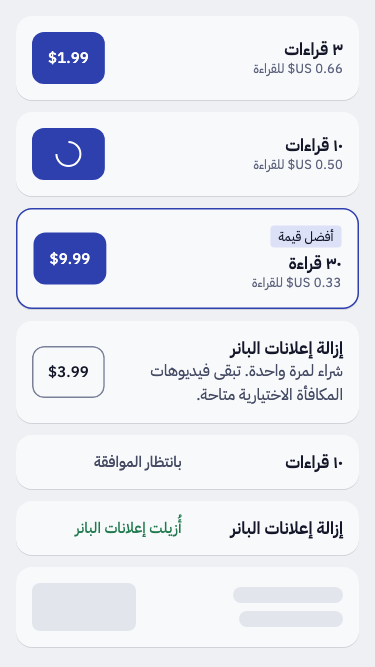 ٣ قراءات
0.66 US$ للقراءة
$1.99
١٠ قراءات
0.50 US$ للقراءة
أفضل قيمة
٣٠ قراءة
0.33 US$ للقراءة
$9.99
إزالة إعلانات البانر
شراء لمرة واحدة. تبقى فيديوهات
المكافأة الاختيارية متاحة.
$3.99
١٠ قراءات
بانتظار الموافقة
إزالة إعلانات البانر
أُزيلت إعلانات البانر